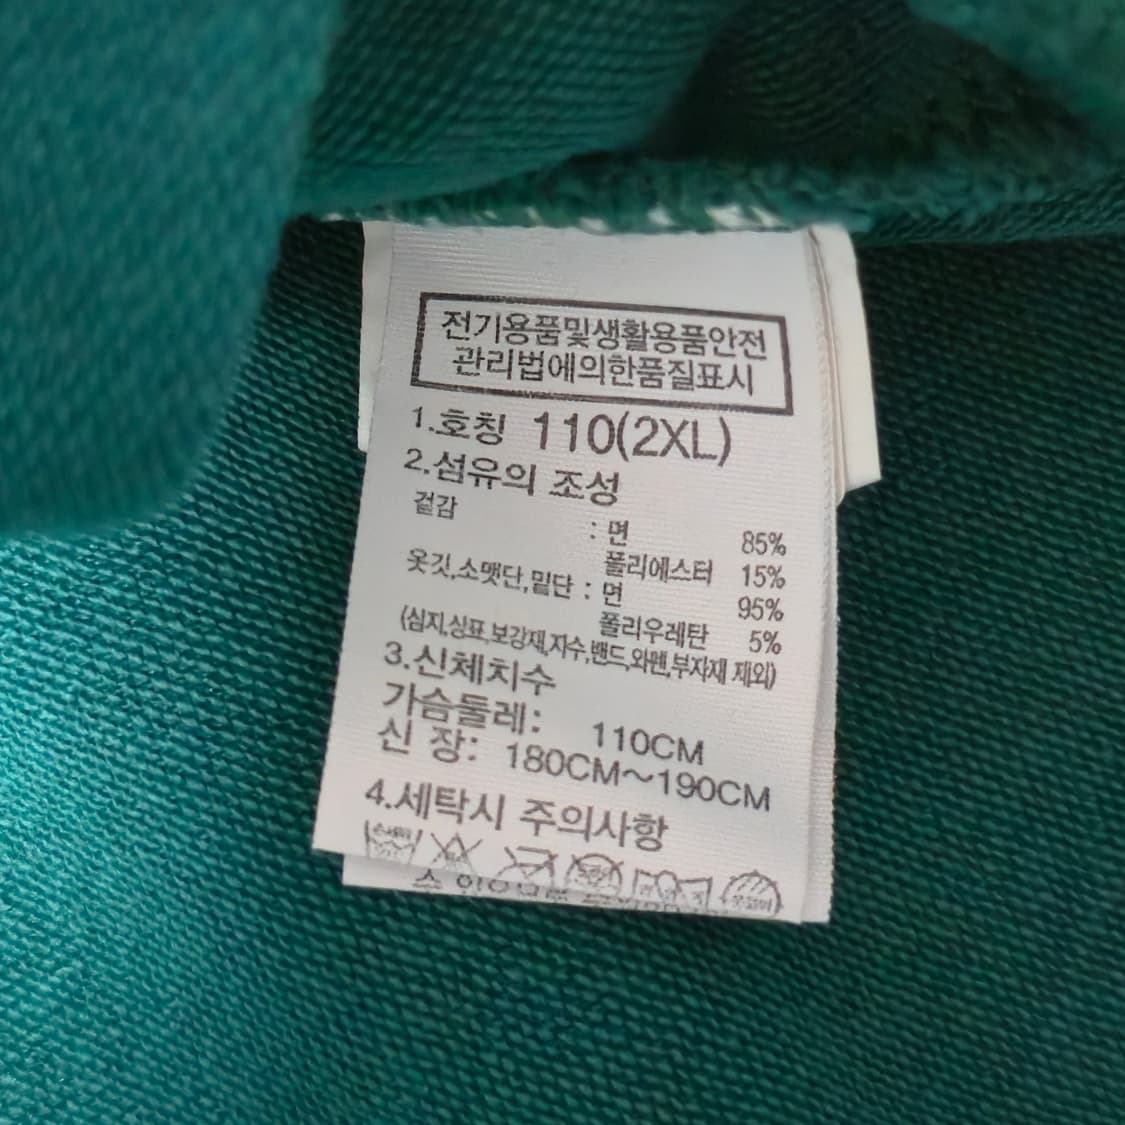 전기용품및생활용품안전
관리법에의한품질표시
1.호칭 110(2XL)
2.섬유의 조성
겉감 : 면 85%
폴리에스터 15%
옷깃,소맷단,밑단 : 면 95%
폴리우레탄 5%
(심지,싱표,보강재,자수,밴드,와펜,부자재 제외)
3.신체치수
가슴둘레: 110CM
신 장: 180CM~190CM
4.세탁시 주의사항